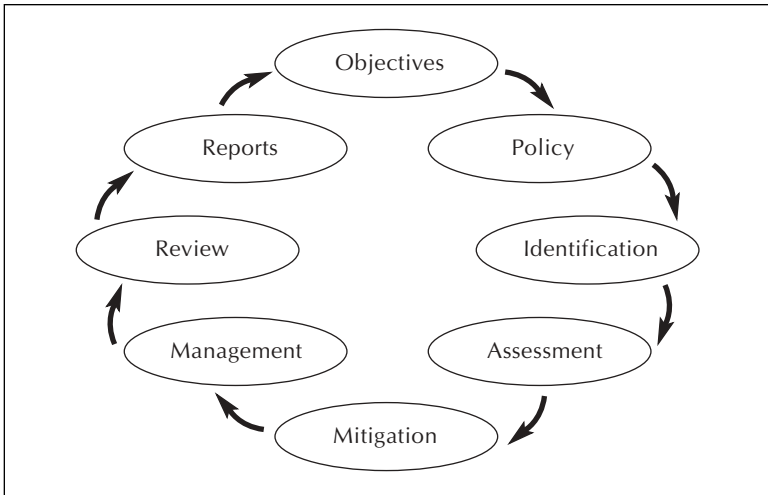 Objectives
Policy
Identification
Assessment
Mitigation
Management
Review
Reports